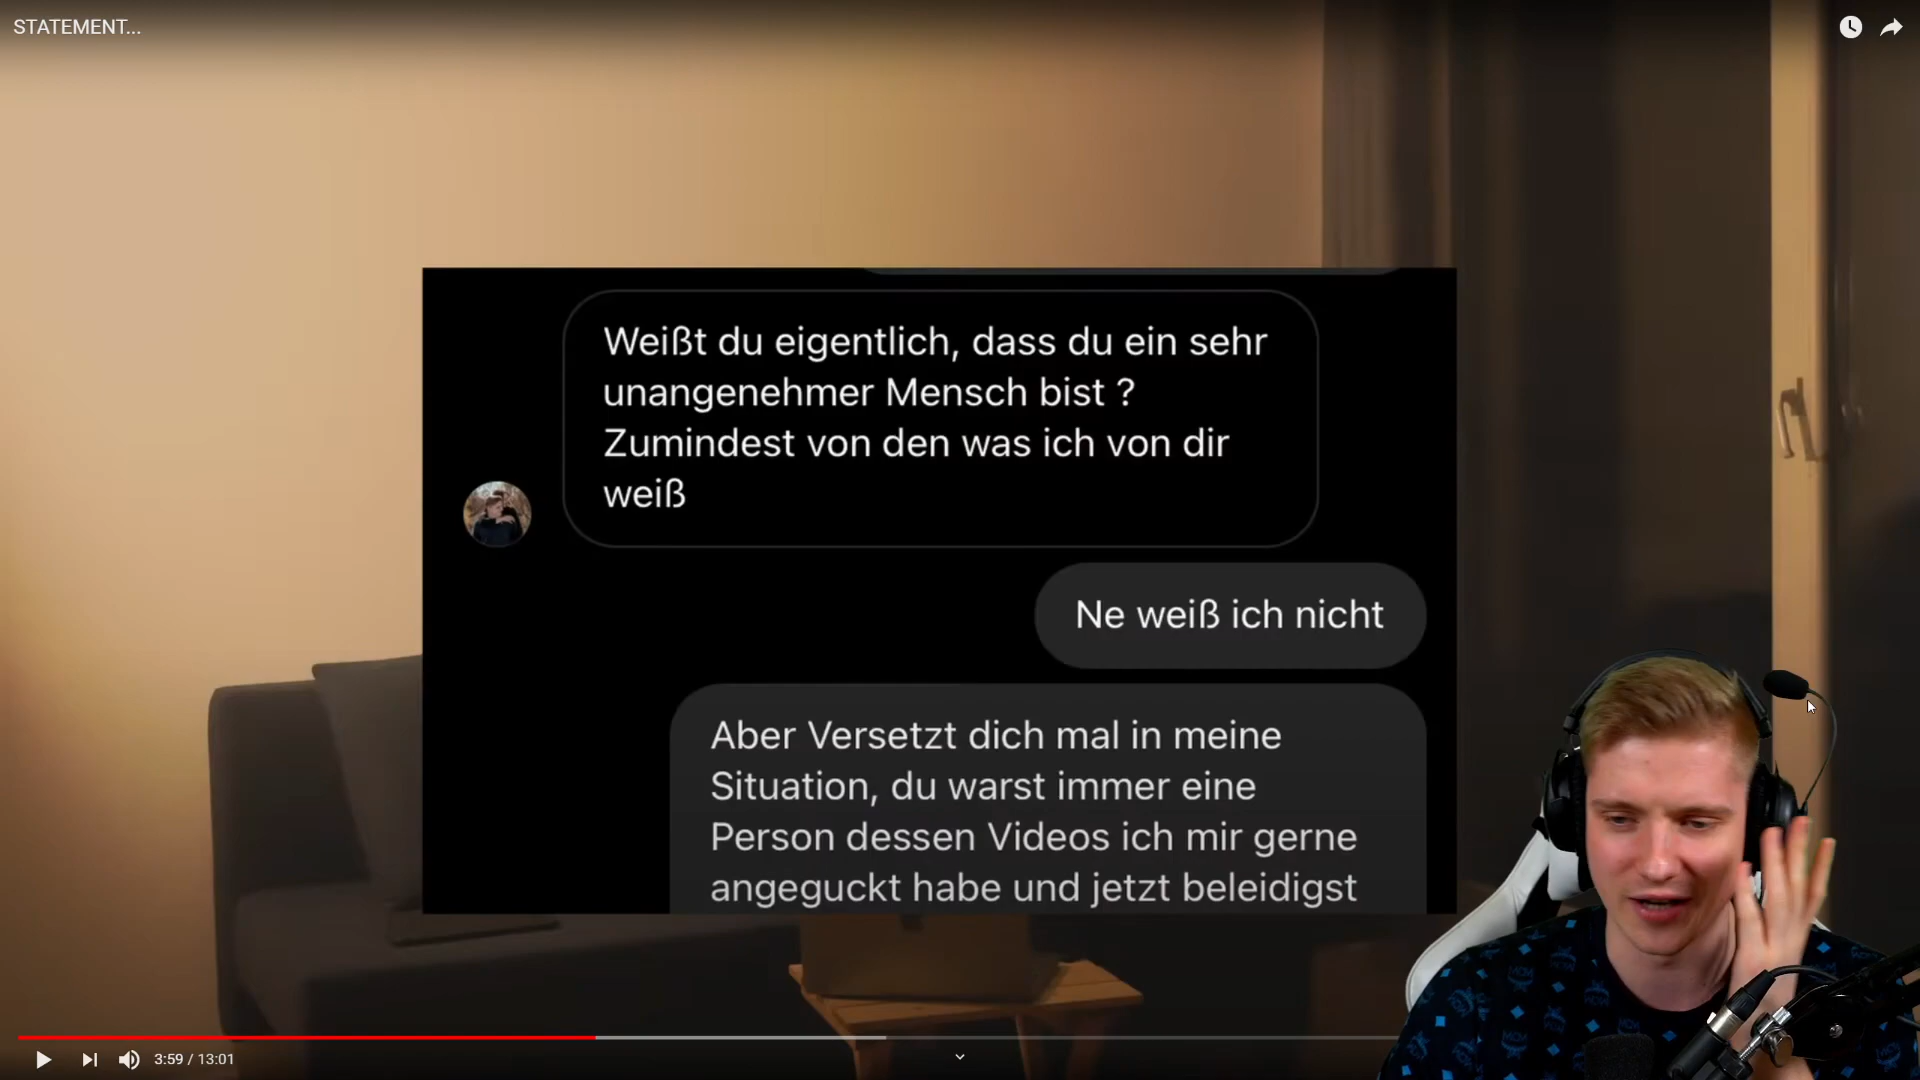 STATEMENT...
Weißt du eigentlich, dass du ein sehr
unangenehmer Mensch bist ?
Zumindest von den was ich von dir
weiß
Ne weiß ich nicht
Aber Versetzt dich mal in meine
Situation, du warst immer eine
Person dessen Videos ich mir gerne
angeguckt habe und jetzt beleidigst
3:59 / 13:01